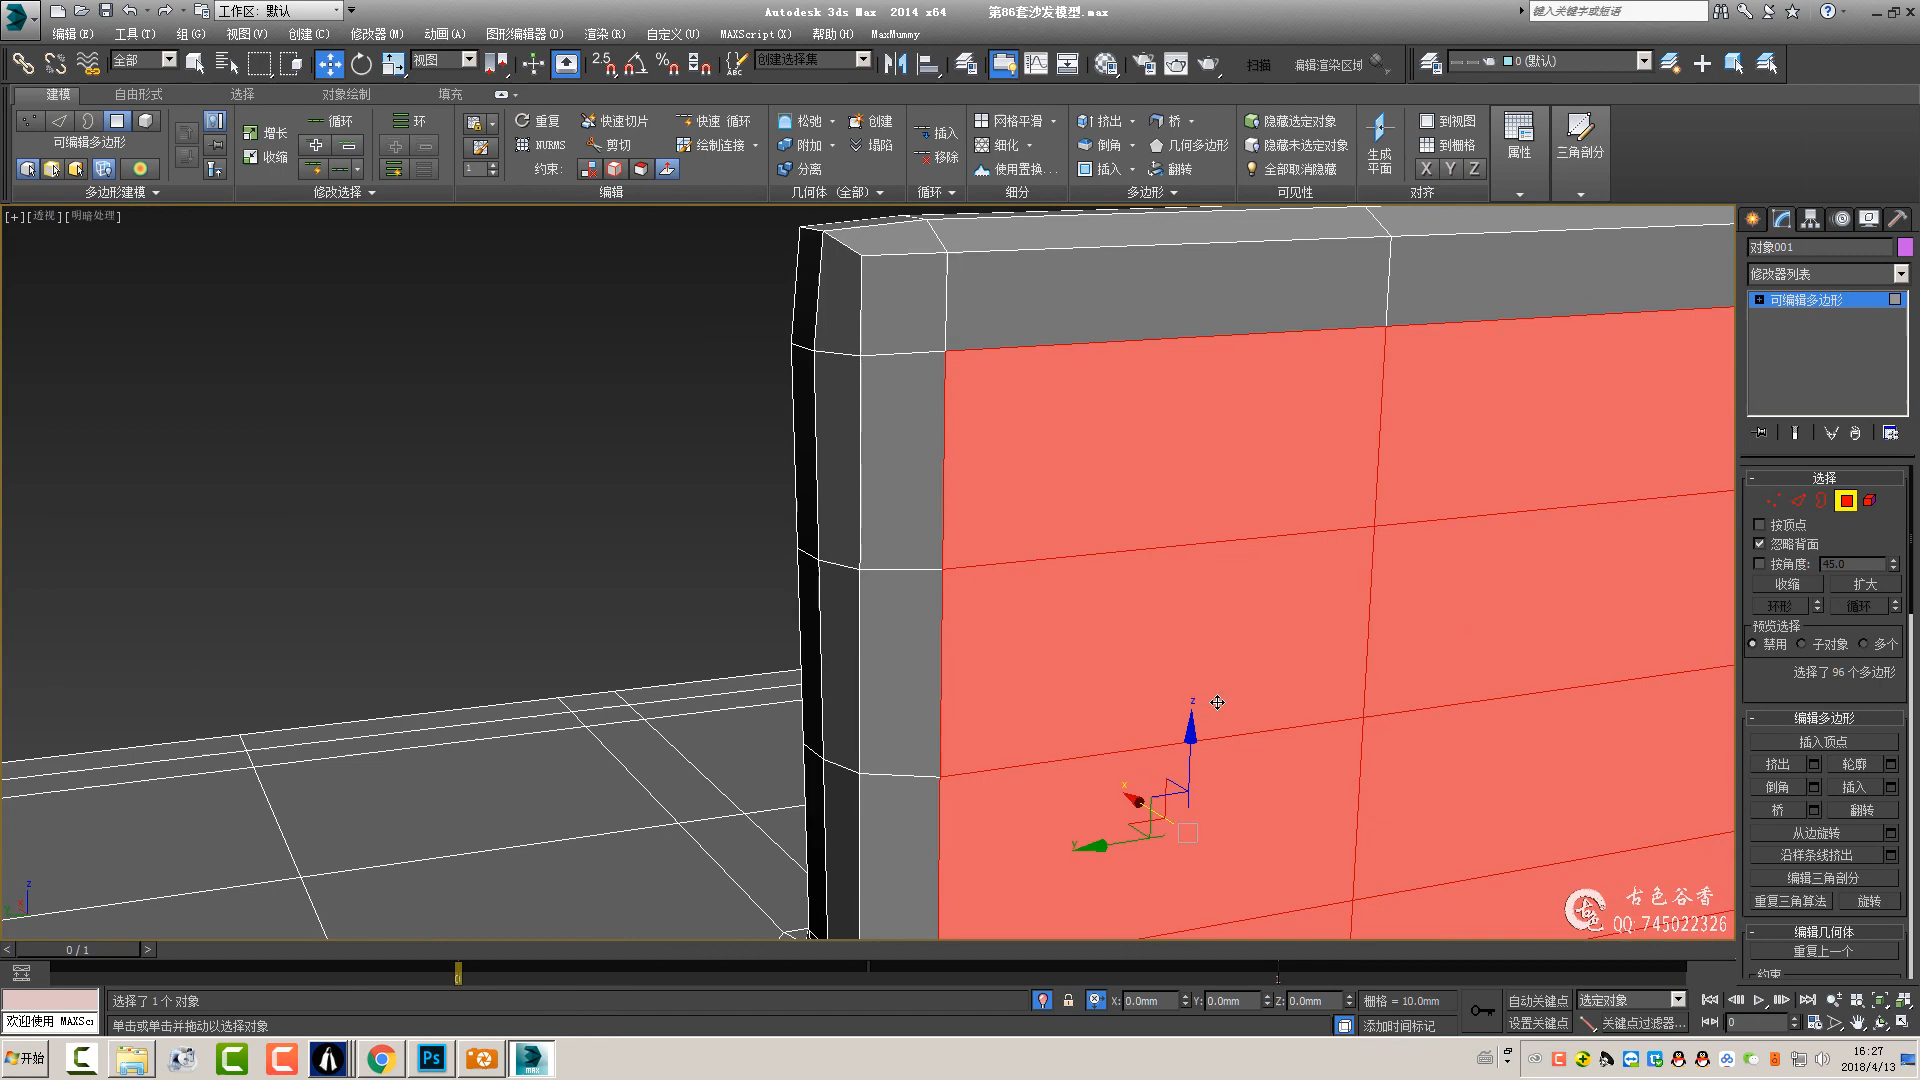 工作区: 默认
Autodesk 3ds Max  2014 x64    第86套沙发模型.max
键入关键字或短语
编辑(E) 工具(T) 组(G) 视图(V) 创建(C) 修改器(M) 动画(A) 图形编辑器(D) 渲染(R) 自定义(U) MAXScript(X) 帮助(H) MaxMummy
全部 视图 2.5 创建选择集 扫描 编辑渲染区域 0 (默认)
建模 自由形式 选择 对象绘制 填充
可编辑多边形
多边形建模
增长 循环 环
收缩
修改选择
重复 快速切片 快速 循环
NURMS 剪切 绘制连接
1 约束:
编辑
松弛 创建
附加 塌陷
分离
几何体 (全部)
插入
移除
循环
网格平滑
细化
使用置换...
细分
挤出 桥
倒角 几何多边形
插入 翻转
多边形
隐藏选定对象
隐藏未选定对象
全部取消隐藏
可见性
生成
平面
到视图
到栅格
X Y Z
对齐
属性
三角剖分
[+][透视][明暗处理]
对象001
修改器列表
可编辑多边形
选择
按顶点
忽略背面
按角度: 45.0
收缩 扩大
环形 循环
预览选择
禁用 子对象 多个
选择了 96 个多边形
编辑多边形
插入顶点
挤出 轮廓
倒角 插入
桥 翻转
从边旋转
沿样条线挤出
编辑三角剖分
重复三角算法 旋转
编辑几何体
重复上一个
约束
z
x
y
z
x
古色谷香
QQ:745022326
< 0 / 1 >
选择了 1 个 对象
X: 0.0mm Y: 0.0mm Z: 0.0mm 栅格 = 10.0mm
自动关键点 选定对象
欢迎使用 MAXScr
单击或单击并拖动以选择对象
添加时间标记
设置关键点 关键点过滤器...
0
开始
Ps
MAX
16:27
2018/4/13